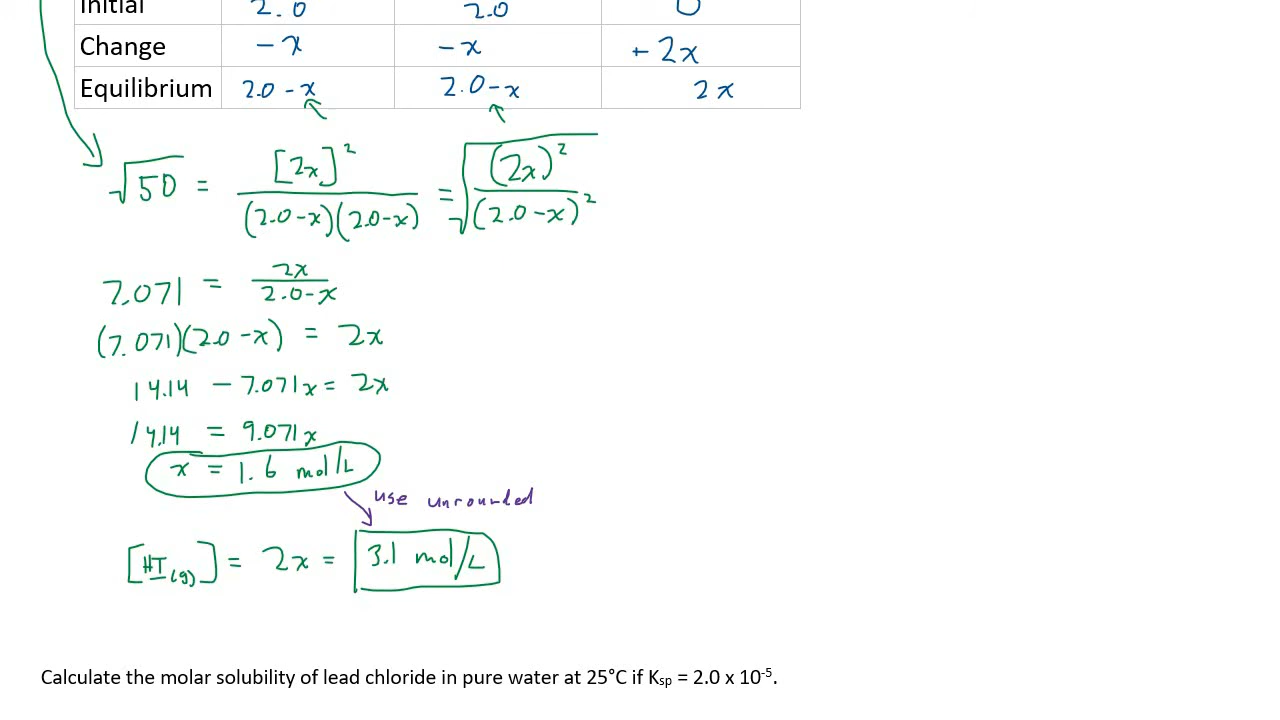 Initial 2.0 2.0 0
Change -x -x +2x
Equilibrium 2.0-x 2.0-x 2x
√50 = [2x]² / (2.0-x)(2.0-x) = √((2x)² / (2.0-x)²)
7.071 = 2x / 2.0-x
(7.071)(2.0-x) = 2x
14.14 - 7.071x = 2x
14.14 = 9.071x
x = 1.6 mol/L
use unrounded
[HI(g)] = 2x = 3.1 mol/L
Calculate the molar solubility of lead chloride in pure water at 25°C if Ksp = 2.0 x 10⁻⁵.